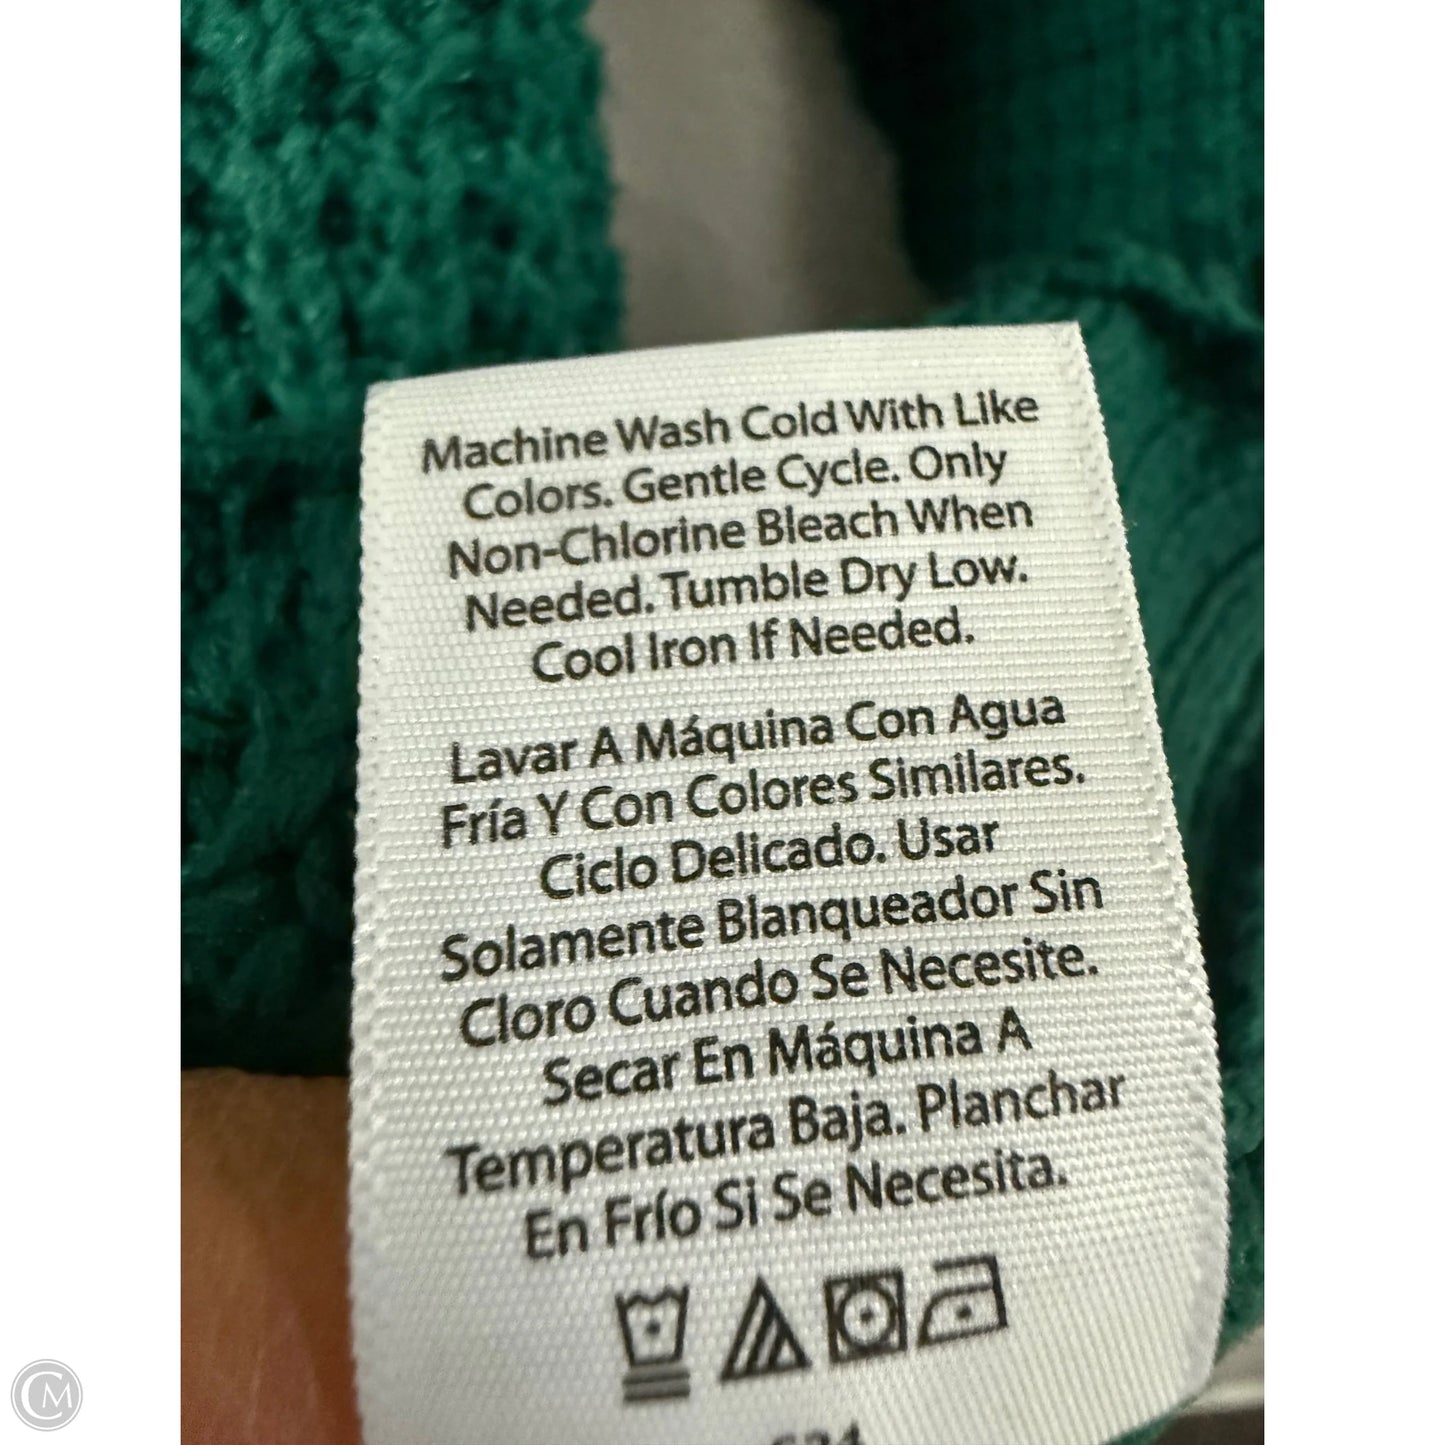 Machine Wash Cold With Like
Colors. Gentle Cycle. Only
Non-Chlorine Bleach When
Needed. Tumble Dry Low.
Cool Iron If Needed.
Lavar A Máquina Con Agua
Fría Y Con Colores Similares.
Ciclo Delicado. Usar
Solamente Blanqueador Sin
Cloro Cuando Se Necesite.
Secar En Máquina A
Temperatura Baja. Planchar
En Frío Si Se Necesita.
CM